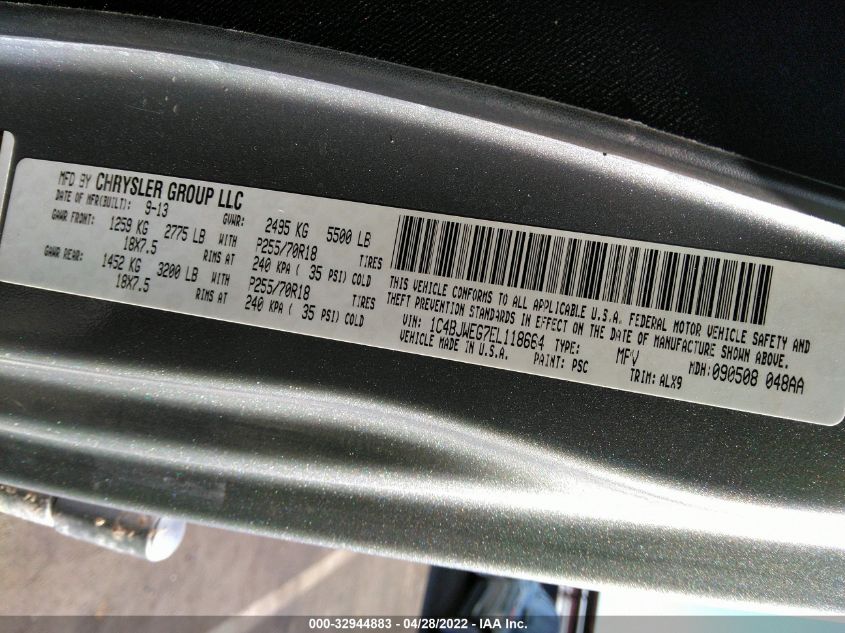 MFD BY CHRYSLER GROUP LLC
DATE OF MFR(BUILT): 9-13 GVWR: 2495 KG 5500 LB
GAWR FRONT: 1259 KG 2775 LB WITH P255/70R18 TIRES
18X7.5 RIMS AT 240 KPA ( 35 PSI) COLD
GAWR REAR: 1452 KG 3200 LB WITH P255/70R18 TIRES
18X7.5 RIMS AT 240 KPA ( 35 PSI) COLD
THIS VEHICLE CONFORMS TO ALL APPLICABLE U.S.A. FEDERAL MOTOR VEHICLE SAFETY AND
THEFT PREVENTION STANDARDS IN EFFECT ON THE DATE OF MANUFACTURE SHOWN ABOVE.
VIN: 1C4BJWEG7EL118664 TYPE: MPV MDH: 090508 048AA
VEHICLE MADE IN U.S.A. PAINT: PSC TRIM: ALX9
000-32944883 - 04/28/2022 - IAA Inc.